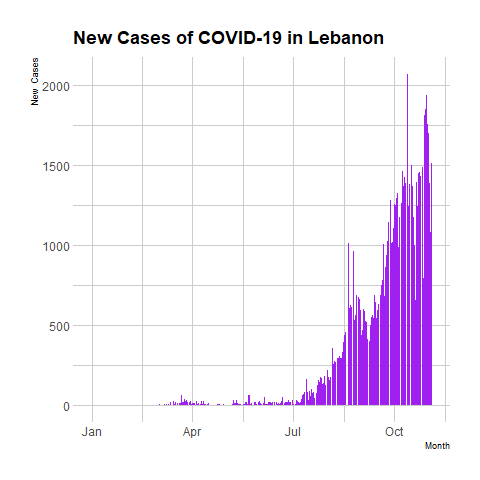 New Cases of COVID-19 in Lebanon
New Cases
2000
1500
1000
500
0
Jan Apr Jul Oct
Month